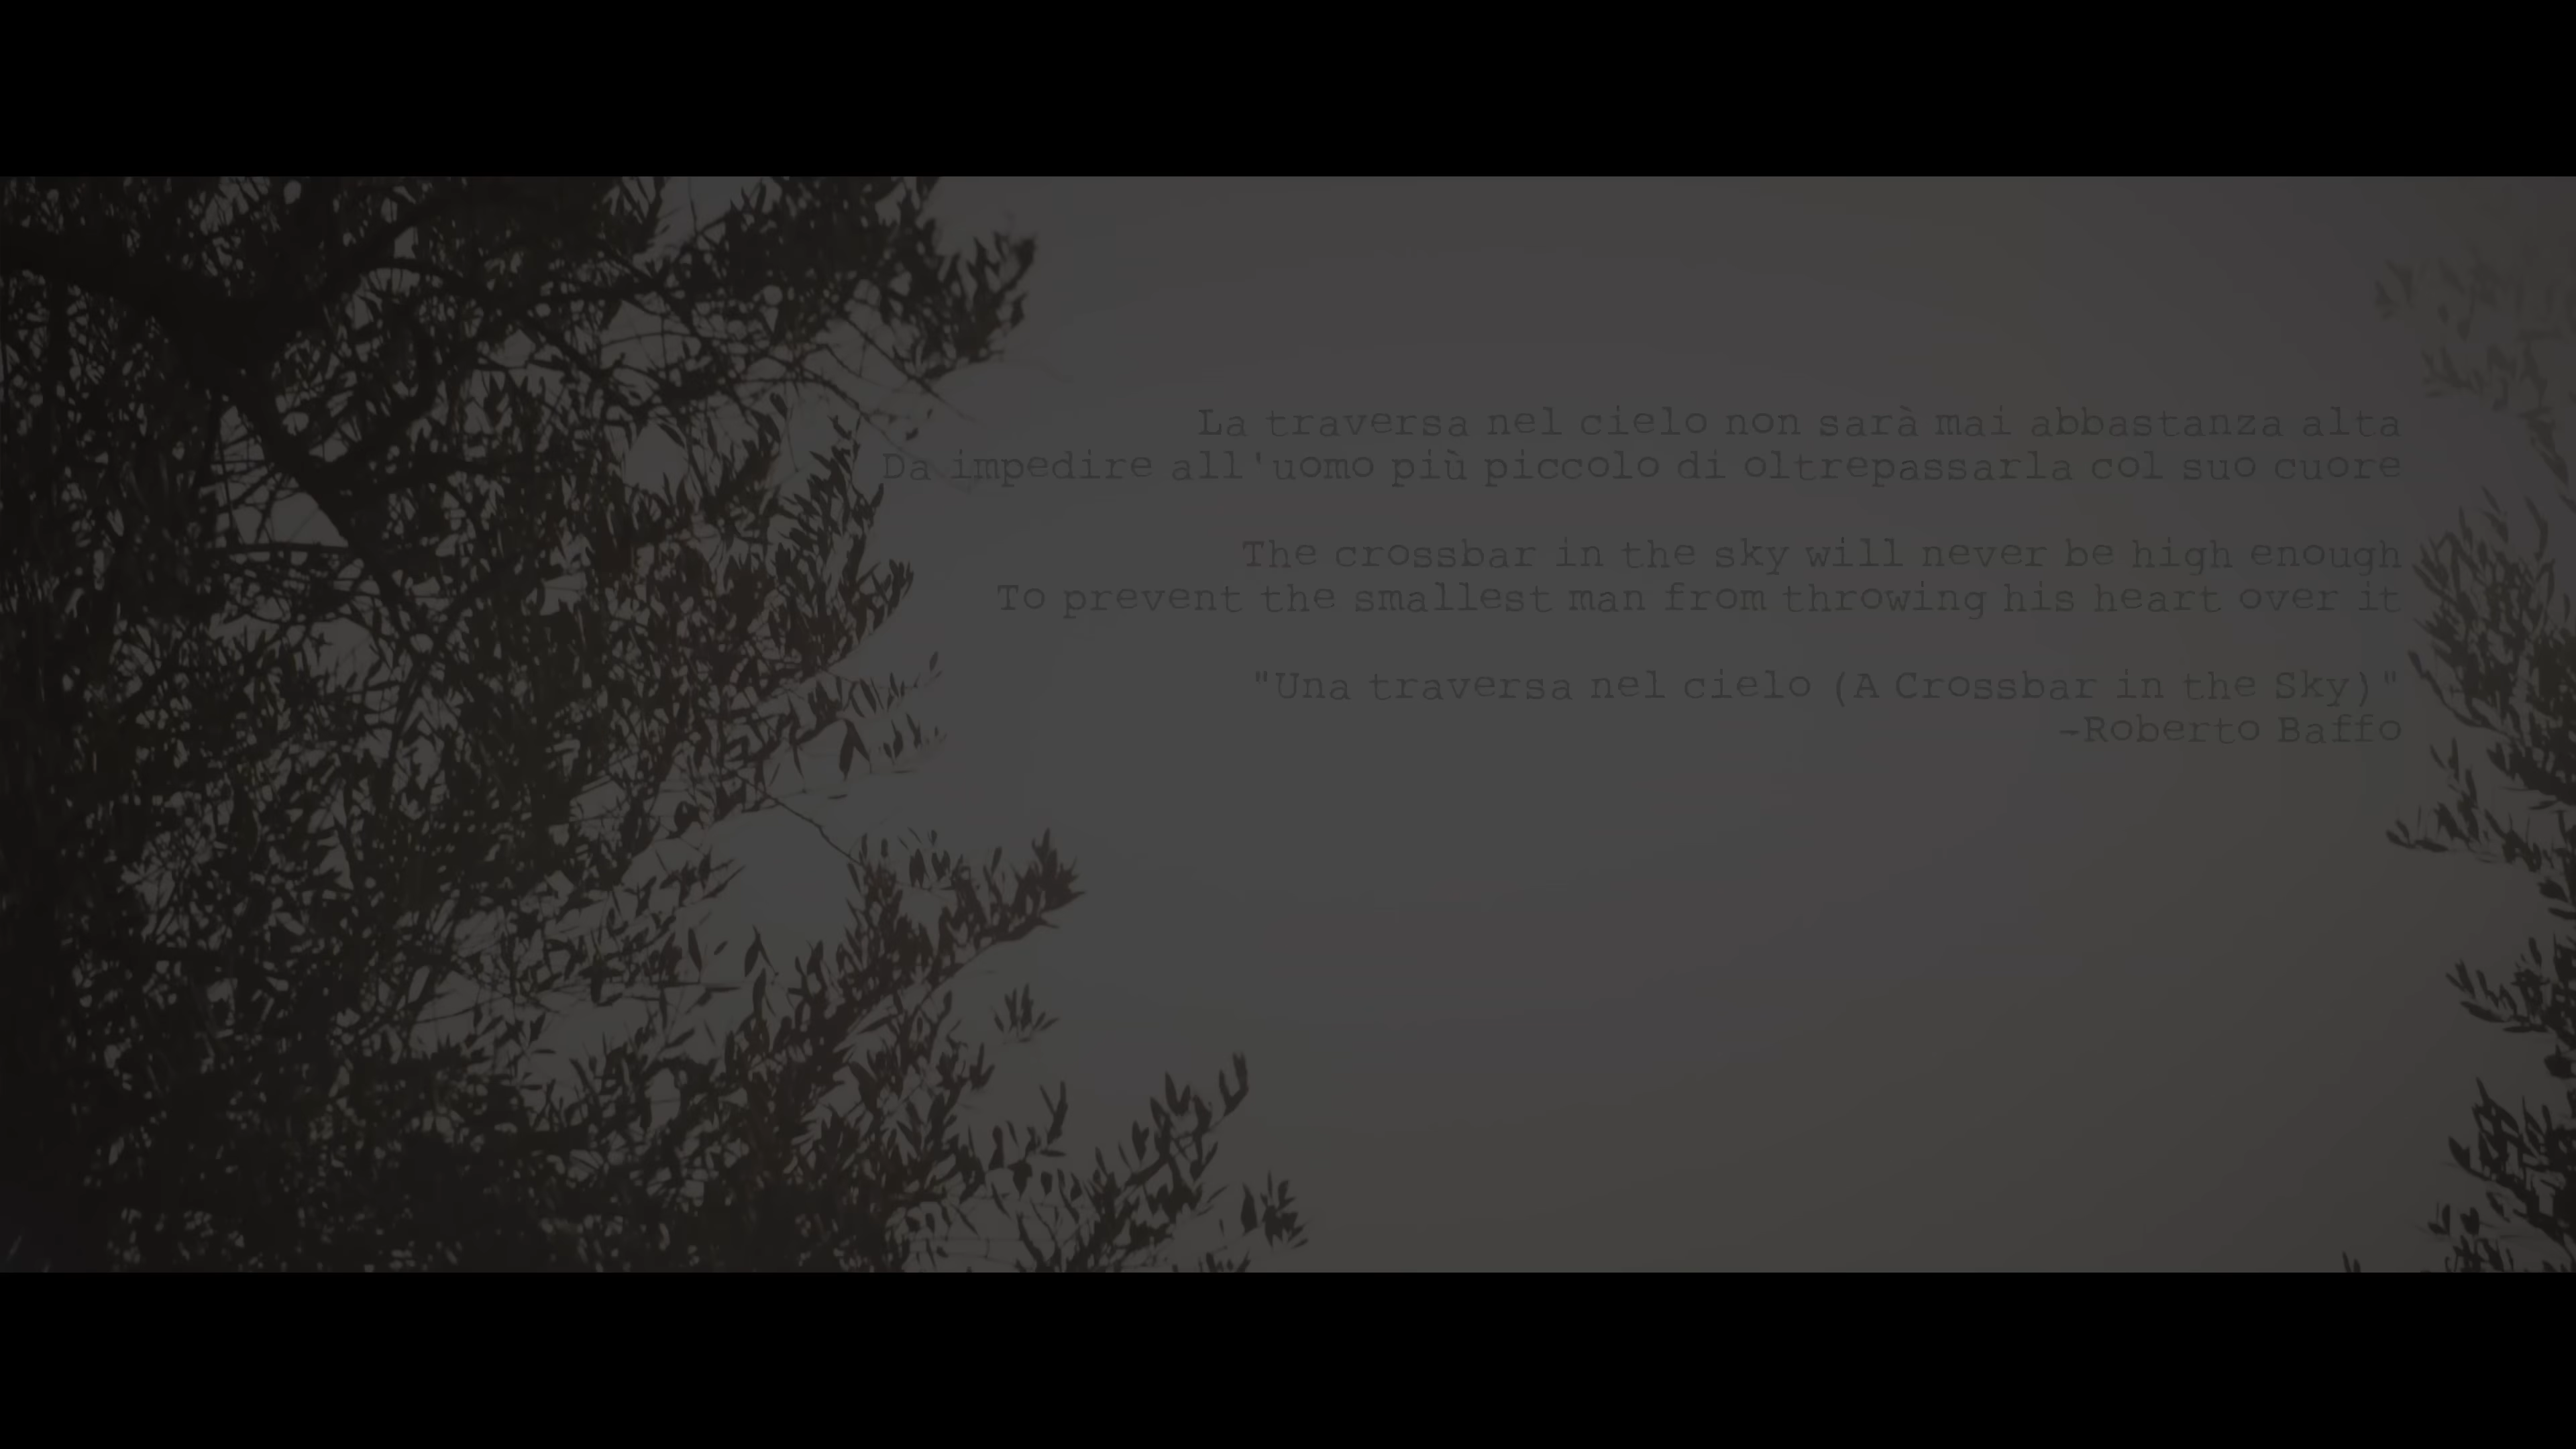 La traversa nel cielo non sarà mai abbastanza alta
Da impedire all'uomo più piccolo di oltrepassarla col suo cuore
The crossbar in the sky will never be high enough
To prevent the smallest man from throwing his heart over it
"Una traversa nel cielo (A Crossbar in the Sky)"
-Roberto Baffo